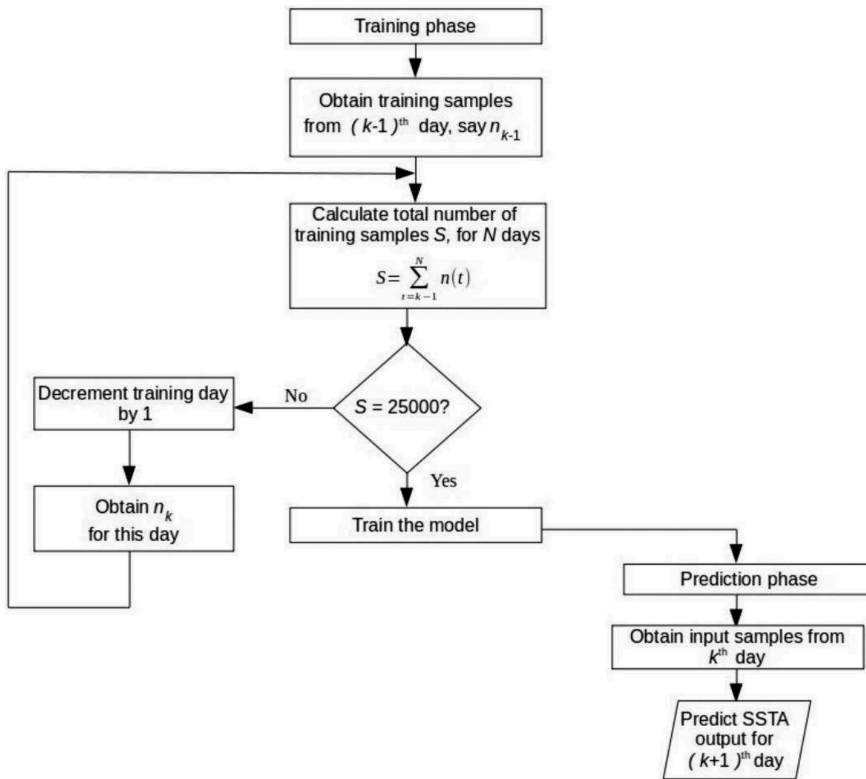 Training phase
Obtain training samples
from ( k-1 )ᵗʰ day, say nₖ₋₁
Calculate total number of
training samples S, for N days
N
S=∑ n(t)
t=k−1
S = 25000?
No
Decrement training day
by 1
Obtain nₖ
for this day
Yes
Train the model
Prediction phase
Obtain input samples from
kᵗʰ day
Predict SSTA
output for
( k+1 )ᵗʰ day